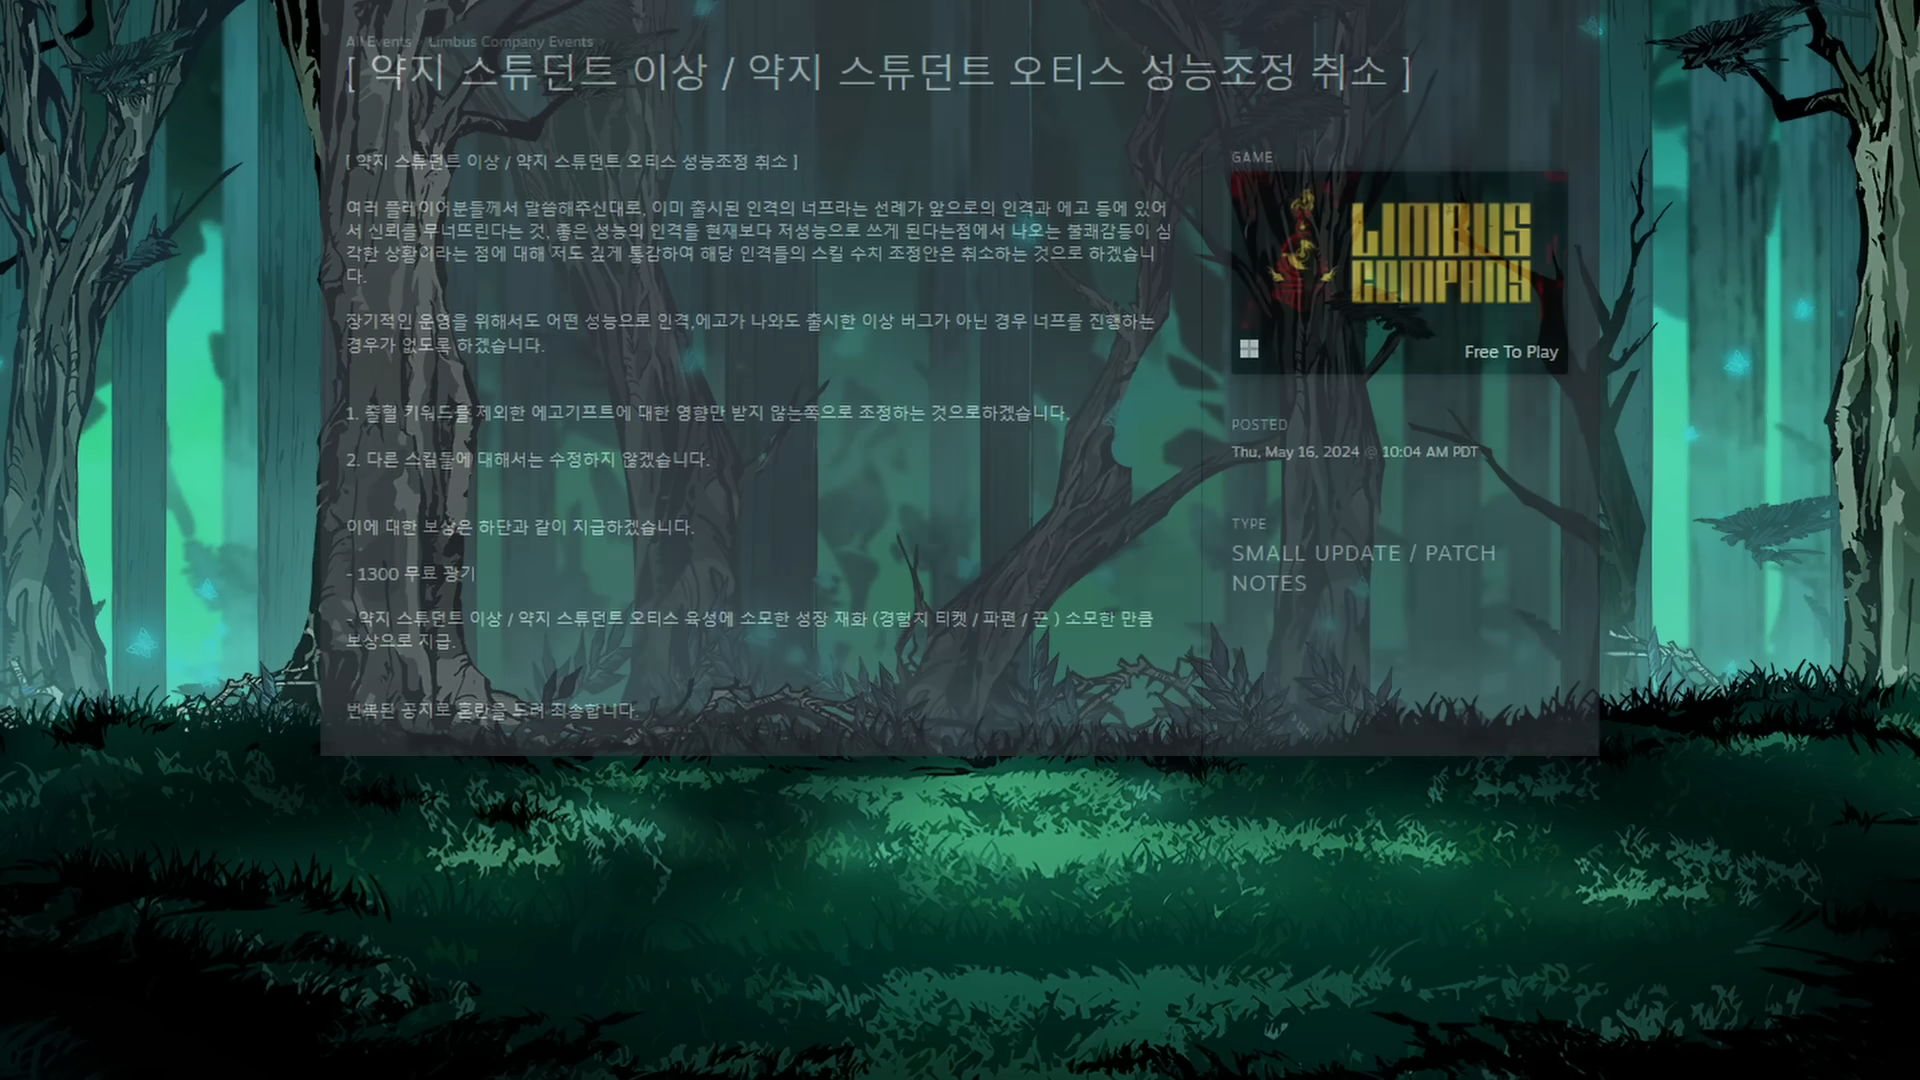 All Events Limbus Company Events
[ 약지 스튜던트 이상 / 약지 스튜던트 오티스 성능조정 취소 ]
[ 약지 스튜던트 이상 / 약지 스튜던트 오티스 성능조정 취소 ]
여러 플레이어분들께서 말씀해주신대로, 이미 출시된 인격의 너프라는 선례가 앞으로의 인격과 에고 등에 있어
서 신뢰를 무너뜨린다는 것, 좋은 성능의 인격을 현재보다 저성능으로 쓰게 된다는점에서 나오는 불쾌감등이 심
각한 상황이라는 점에 대해 저도 깊게 통감하여 해당 인격들의 스킬 수치 조정안은 취소하는 것으로 하겠습니
다.
장기적인 운영을 위해서도 어떤 성능으로 인격,에고가 나와도 출시한 이상 버그가 아닌 경우 너프를 진행하는
경우가 없도록 하겠습니다.
1. 출혈 키워드를 제외한 에고기프트에 대한 영향만 받지 않는쪽으로 조정하는 것으로하겠습니다.
2. 다른 스킬들에 대해서는 수정하지 않겠습니다.
이에 대한 보상은 하단과 같이 지급하겠습니다.
- 1300 무료 광기
- 약지 스튜던트 이상 / 약지 스튜던트 오티스 육성에 소모한 성장 재화 (경험치 티켓 / 파편 / 끈 ) 소모한 만큼
보상으로 지급.
번복된 공지로 혼란을 드려 죄송합니다.
GAME
LIMBUS
COMPANY
Free To Play
POSTED
Thu, May 16, 2024 @ 10:04 AM PDT
TYPE
SMALL UPDATE / PATCH
NOTES